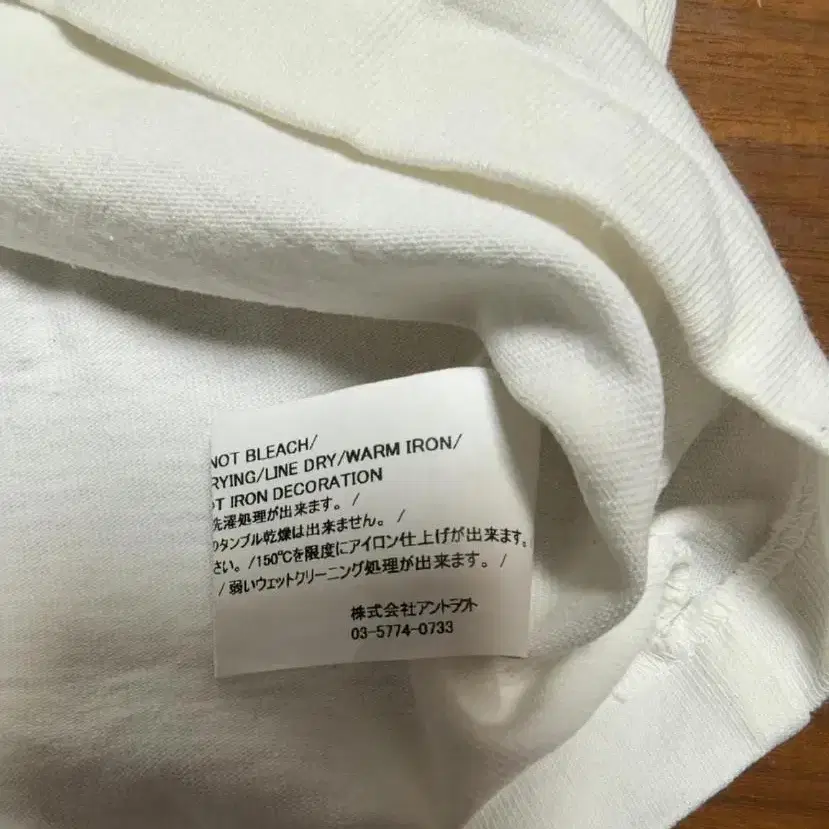 NOT BLEACH/
RYING/LINE DRY/WARM IRON/
OT IRON DECORATION
洗濯処理が出来ます。/
のタンブル乾燥は出来ません。/
さい。/150℃を限度にアイロン仕上げが出来ます。
/弱いウェットクリーニング処理が出来ます。/
株式会社アントラクト
03-5774-0733